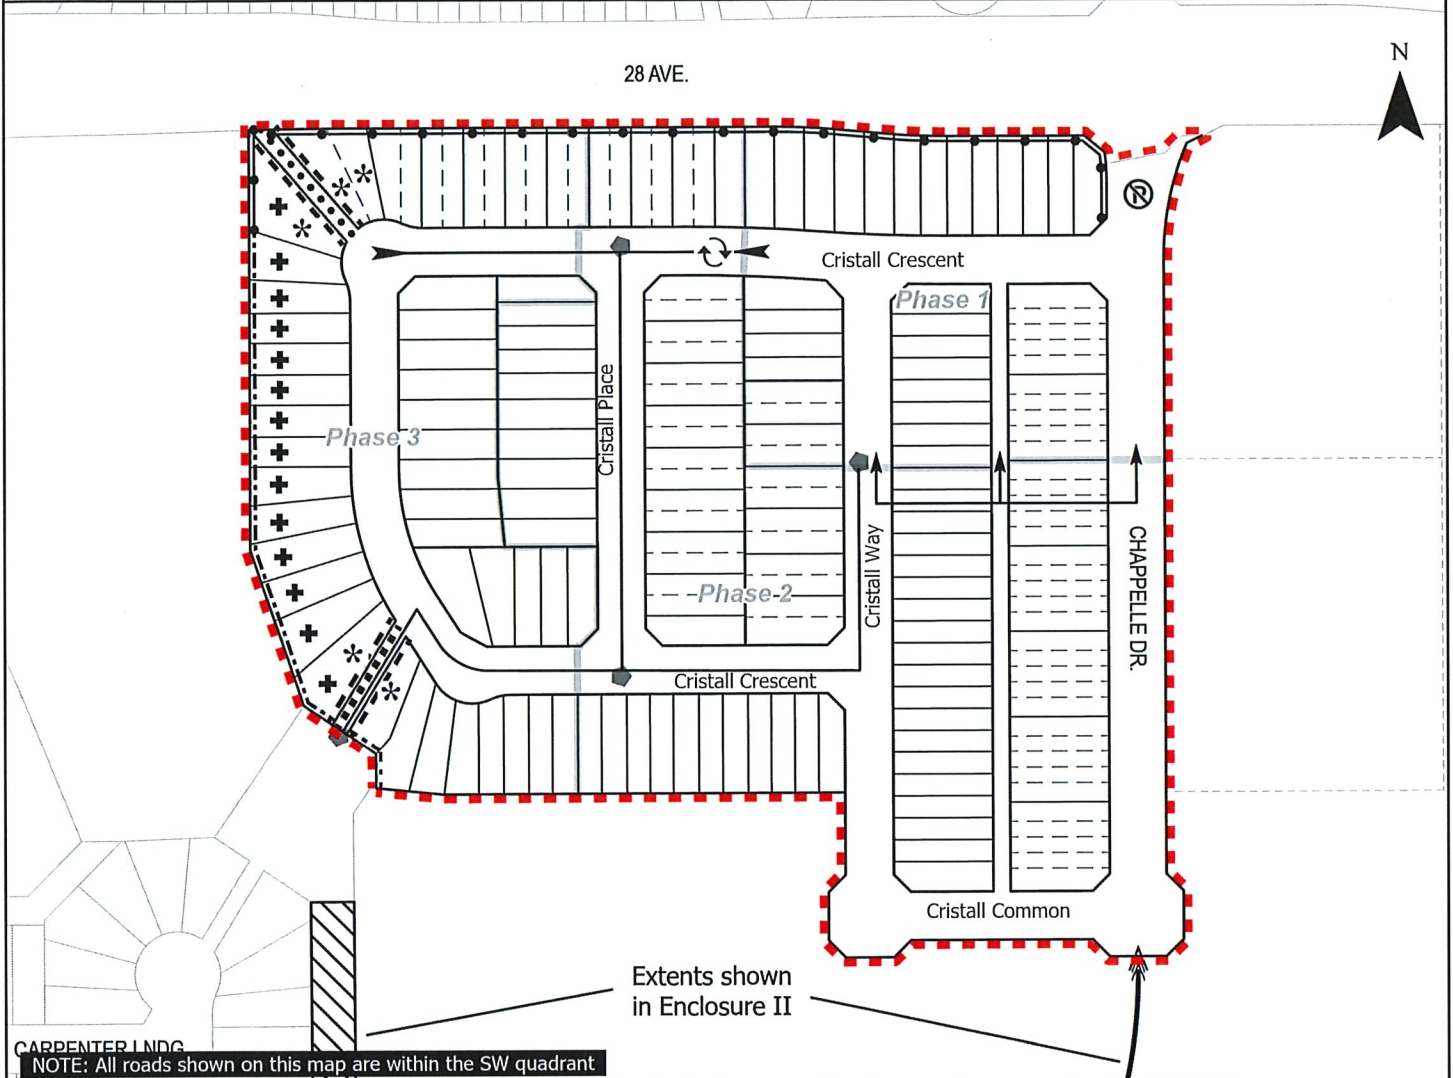 28 AVE.
N
Cristall Crescent
Phase 1
Cristall Place
Phase 3
Cristall Way
CHAPPELLE DR.
Phase 2
Cristall Crescent
Cristall Common
Extents shown
in Enclosure II
CARPENTER LNDG
NOTE: All roads shown on this map are within the SW quadrant